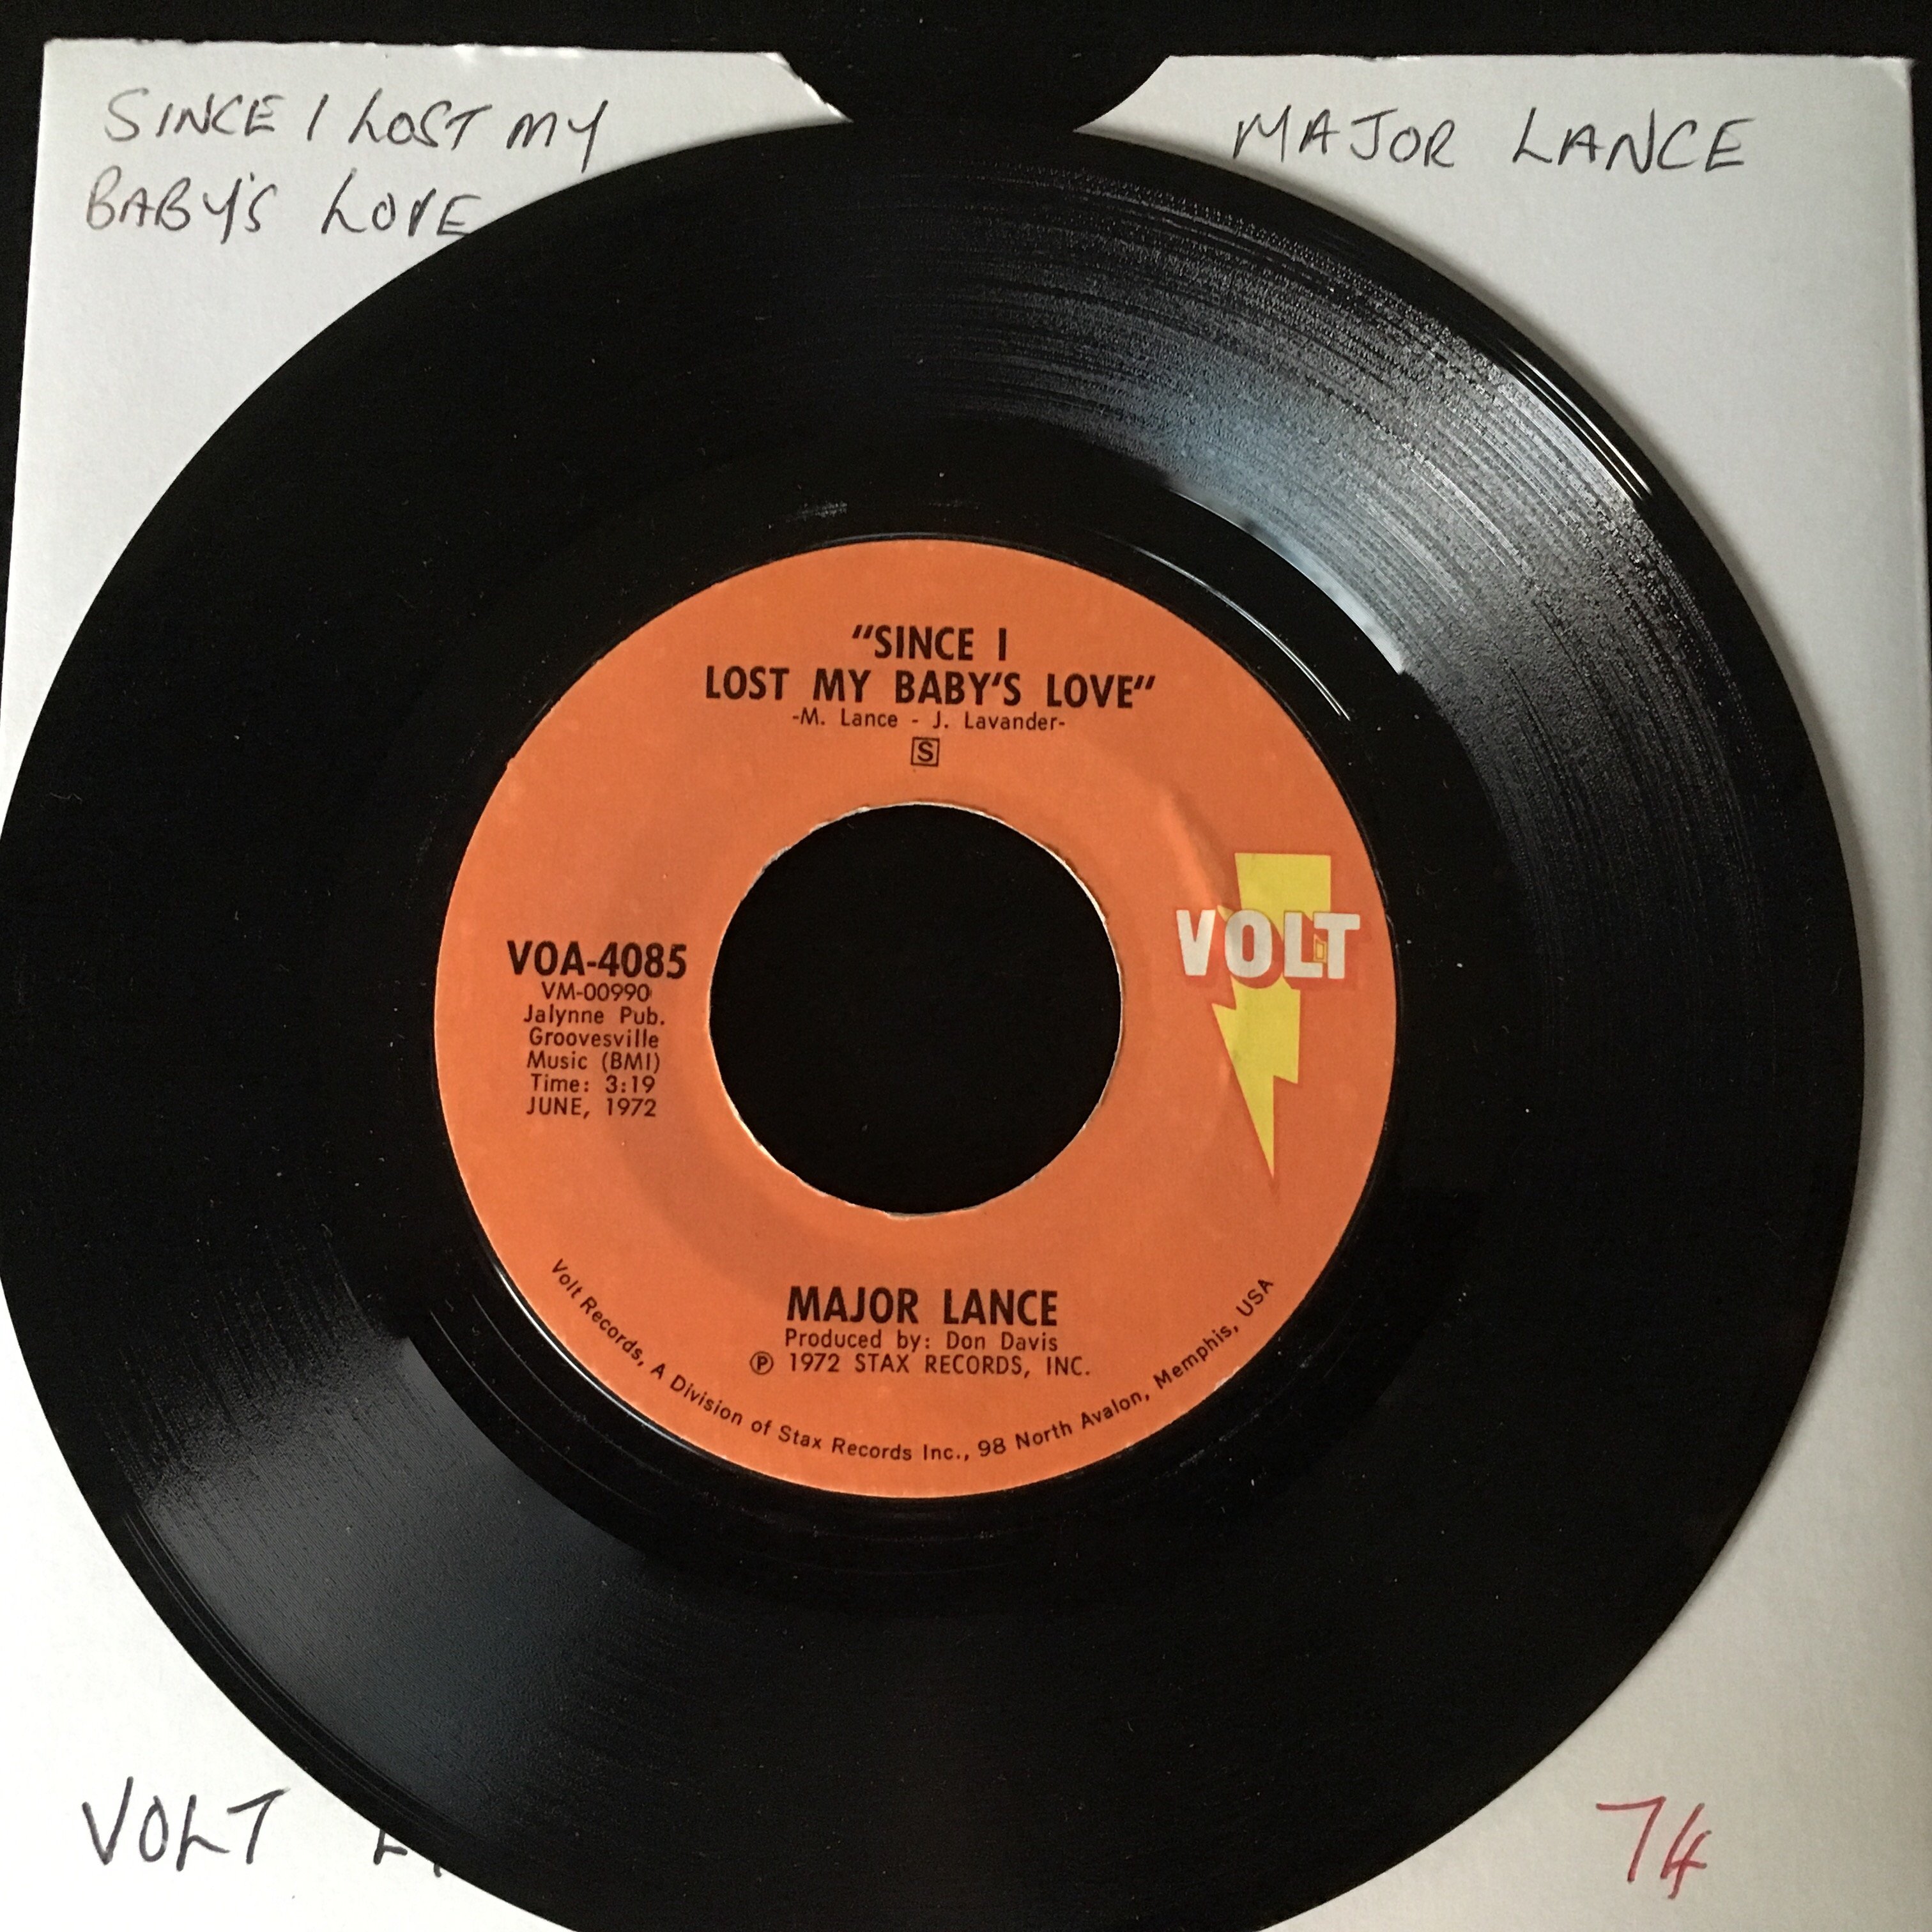 SINCE I LOST MY
BABY'S LOVE
MAJOR LANCE
"SINCE I
LOST MY BABY'S LOVE"
-M. Lance - J. Lavander-
S
VOLT
VOA-4085
VM-00990
Jalynne Pub.
Groovesville
Music (BMI)
Time: 3:19
JUNE, 1972
MAJOR LANCE
Produced by: Don Davis
℗ 1972 STAX RECORDS, INC.
Volt Records, A Division of Stax Records Inc., 98 North Avalon, Memphis, USA
VOLT
74